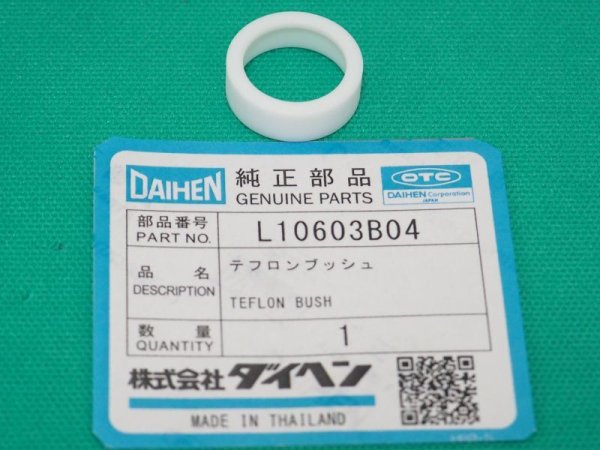 DAIHEN 純正部品 OTC
GENUINE PARTS DAIHEN Corporation
JAPAN
部品番号 L10603B04
PART NO.
品名 テフロンブッシュ
DESCRIPTION TEFLON BUSH
数量 1
QUANTITY
株式会社 ダイヘン
MADE IN THAILAND